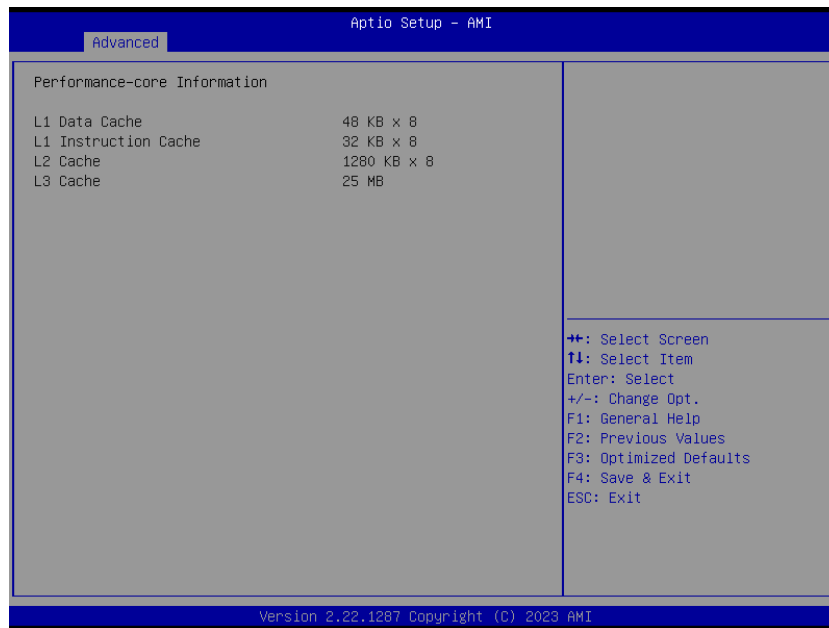 Aptio Setup – AMI
Advanced
Performance-core Information
L1 Data Cache 48 KB x 8
L1 Instruction Cache 32 KB x 8
L2 Cache 1280 KB x 8
L3 Cache 25 MB
→←: Select Screen
↑↓: Select Item
Enter: Select
+/-: Change Opt.
F1: General Help
F2: Previous Values
F3: Optimized Defaults
F4: Save & Exit
ESC: Exit
Version 2.22.1287 Copyright (C) 2023 AMI